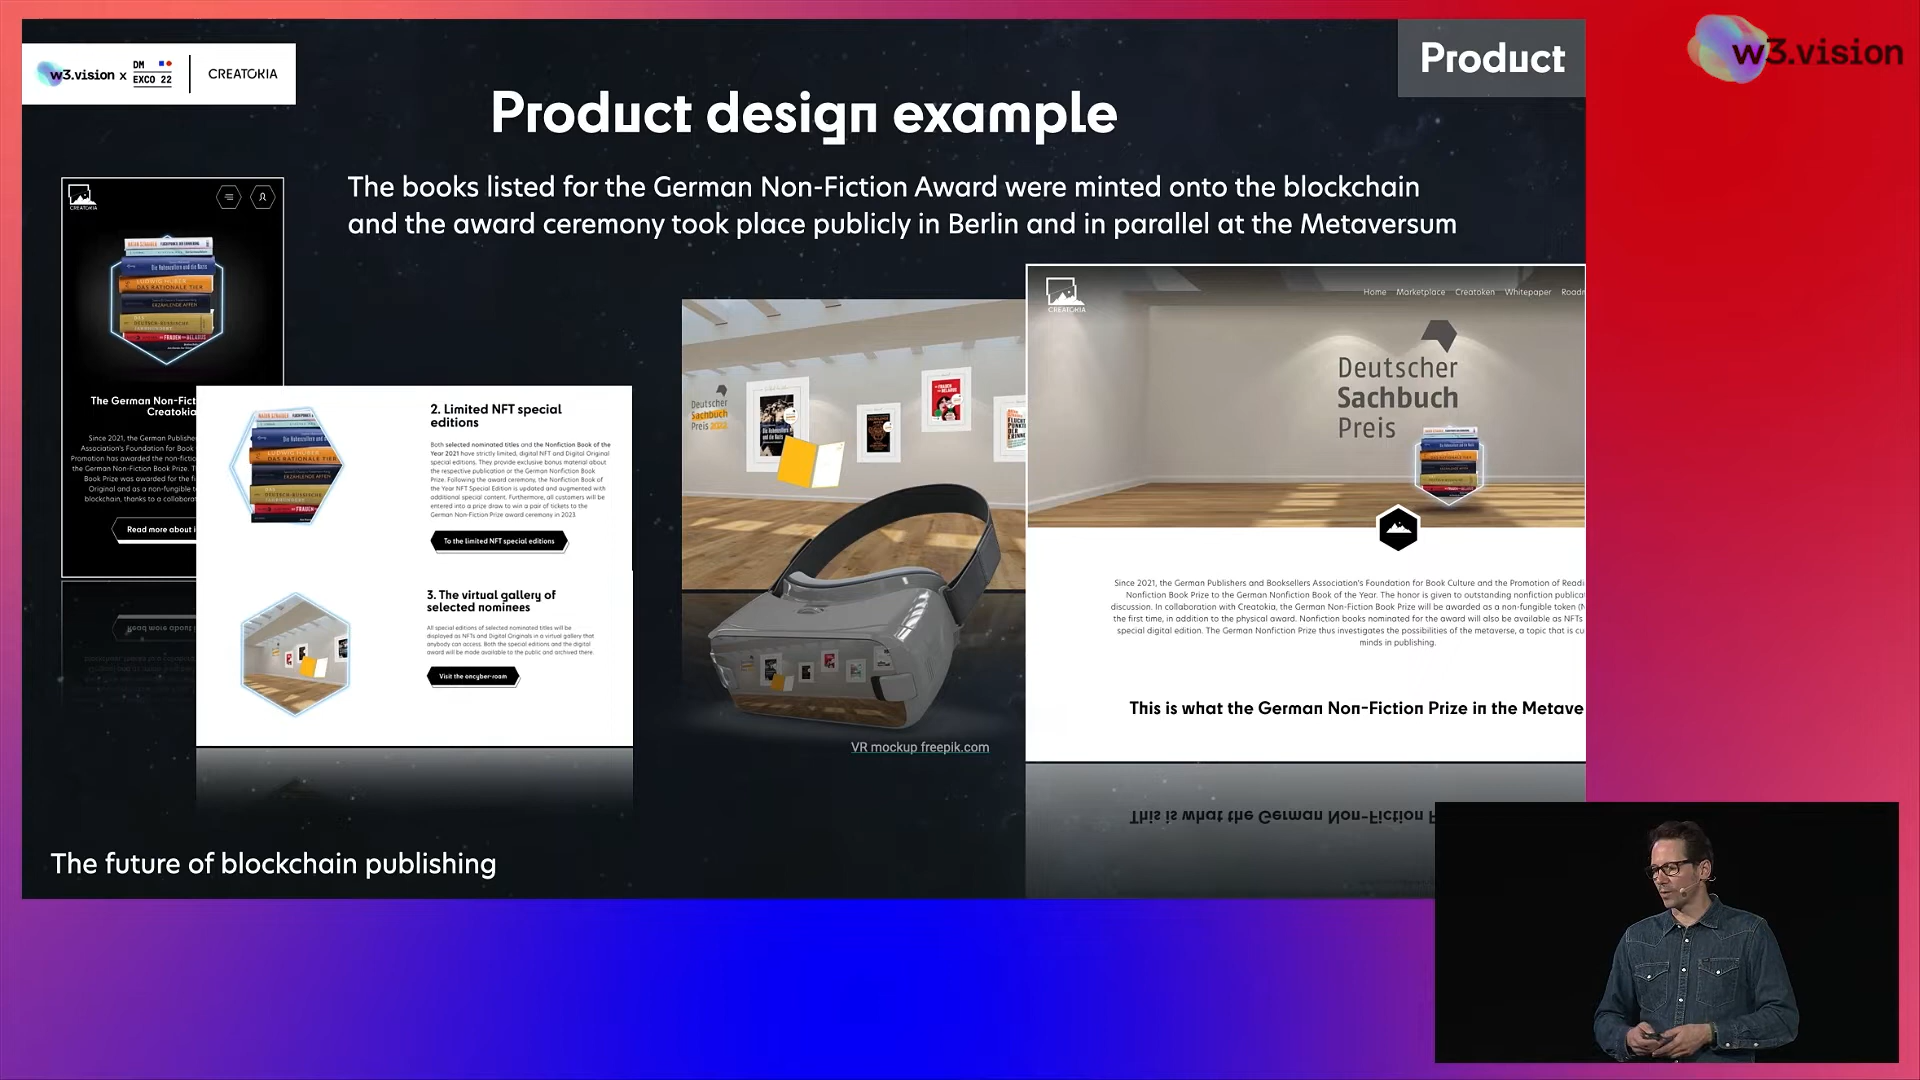 w3.vision x
DM
EXCO 22
CREATOKIA
Product
w3.vision
Product design example
The books listed for the German Non-Fiction Award were minted onto the blockchain
and the award ceremony took place publicly in Berlin and in parallel at the Metaversum
CREATOKIA
LUDWIG HUBER
DAS RATIONALE TIER
ERZÄHLENDE AFFEN
The German Non-Fict
Creatokia
Since 2021, the German Publishe
Association's Foundation for Book
Promotion has awarded the non-fict
the German Non-Fiction Book Prize. T
Book Prize was awarded for the fi
Original and as a non-fungible t
blockchain, thanks to a collaborat
Read more about i
2. Limited NFT special
editions
Both selected nominated titles and the Nonfiction Book of the
Year 2021 have strictly limited, digital NFT and Digital Original
special editions. They provide exclusive bonus material about
the respective publication or the German Nonfiction Book
Prize. Following the award ceremony, the Nonfiction Book of
the Year NFT Special Edition is updated and augmented with
additional special content. Furthermore, all customers will be
entered into a prize draw to win a pair of tickets to the
German Non-Fiction Prize award ceremony in 2023
To the limited NFT special editions
3. The virtual gallery of
selected nominees
All special editions of selected nominated titles will be
displayed as NFTs and Digital Originals in a virtual gallery that
anybody can access. Both the special editions and the digital
award will be made available to the public and archived there.
Visit the oncyber-room
Deutscher
Sachbuch
Preis 2022
VR mockup freepik.com
CREATOKIA
Home Marketplace Creatoken Whitepaper Roadm
Deutscher
Sachbuch
Preis
Since 2021, the German Publishers and Booksellers Association's Foundation for Book Culture and the Promotion of Readi
Nonfiction Book Prize to the German Nonfiction Book of the Year. The honor is given to outstanding nonfiction publicat
discussion. In collaboration with Creatokia, the German Non-Fiction Book Prize will be awarded as a non-fungible token (N
the first time, in addition to the physical award. Nonfiction books nominated for the award will also be available as NFTs
special digital edition. The German Nonfiction Prize thus investigates the possibilities of the metaverse, a topic that is cu
minds in publishing.
This is what the German Non-Fiction Prize in the Metave
The future of blockchain publishing